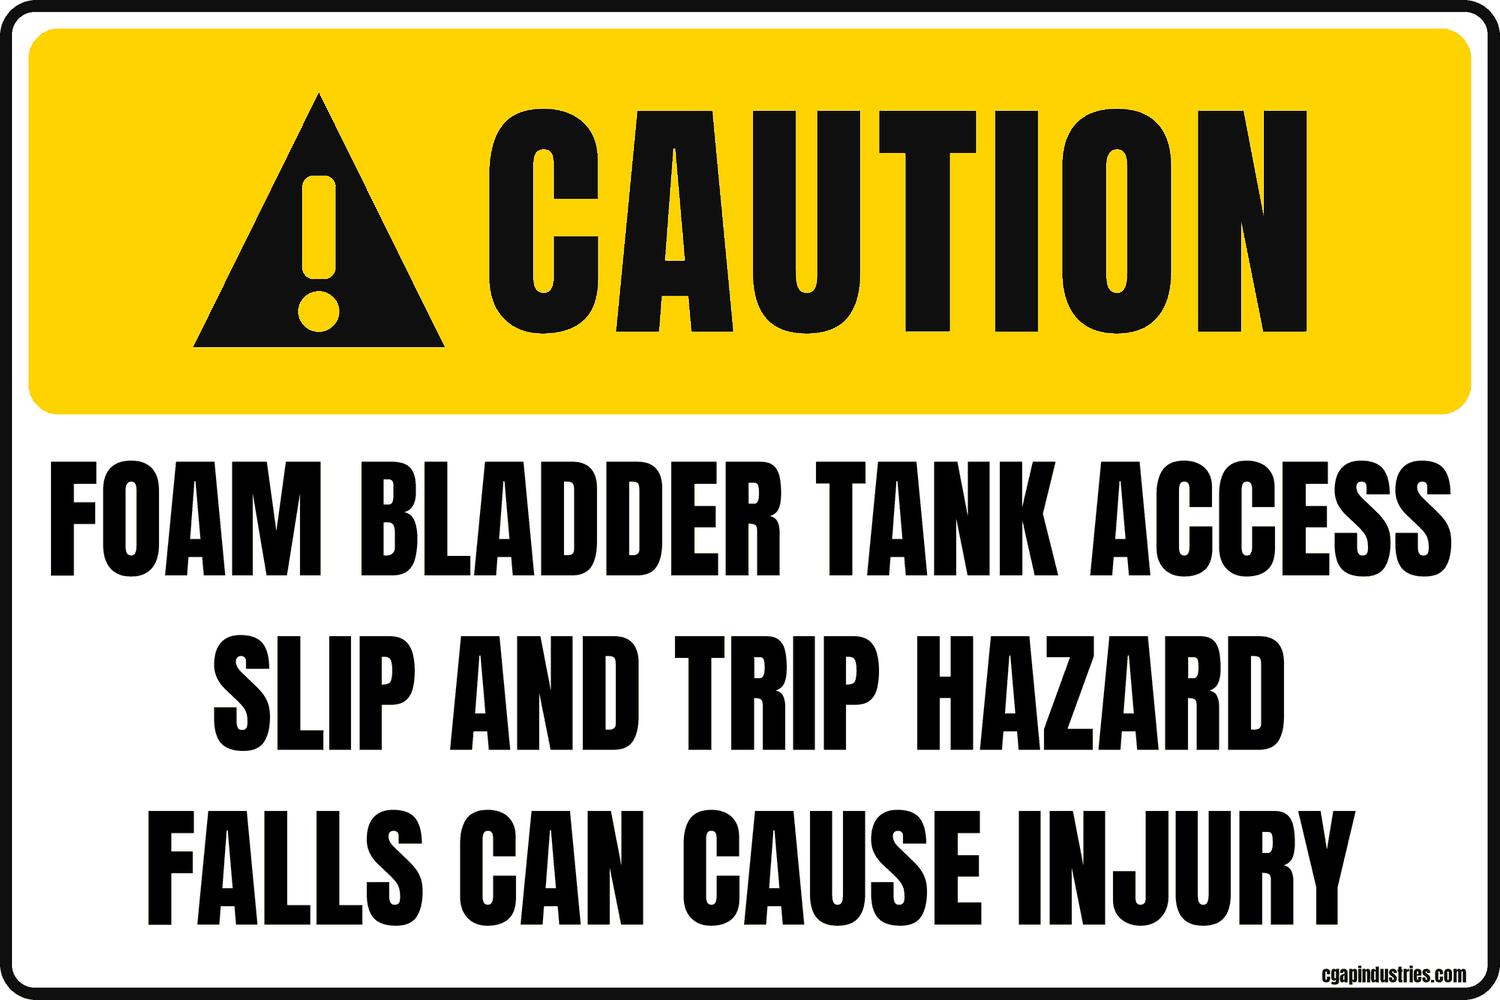 CAUTION
FOAM BLADDER TANK ACCESS
SLIP AND TRIP HAZARD
FALLS CAN CAUSE INJURY
cgapindustries.com